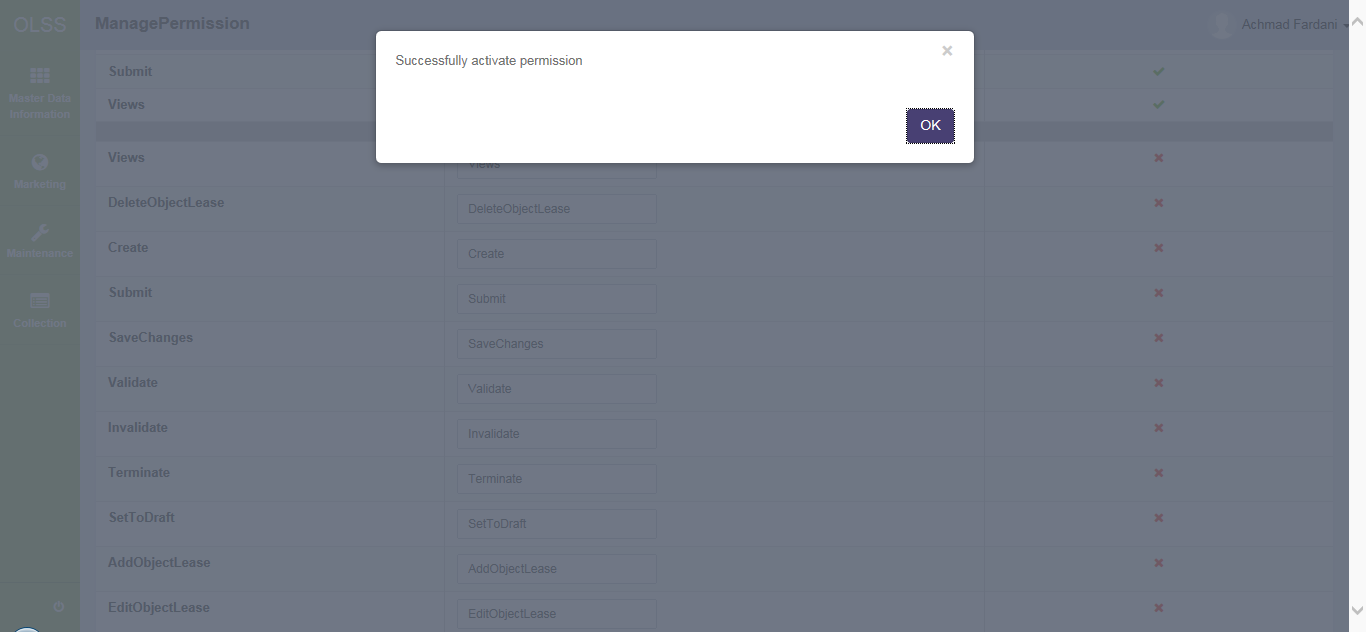 OLSS
ManagePermission
Achmad Fardani
Successfully activate permission
×
OK
Master Data
Information
Marketing
Maintenance
Collection
Submit
Views
Views
Views
DeleteObjectLease
DeleteObjectLease
Create
Create
Submit
Submit
SaveChanges
SaveChanges
Validate
Validate
Invalidate
Invalidate
Terminate
Terminate
SetToDraft
SetToDraft
AddObjectLease
AddObjectLease
EditObjectLease
EditObjectLease